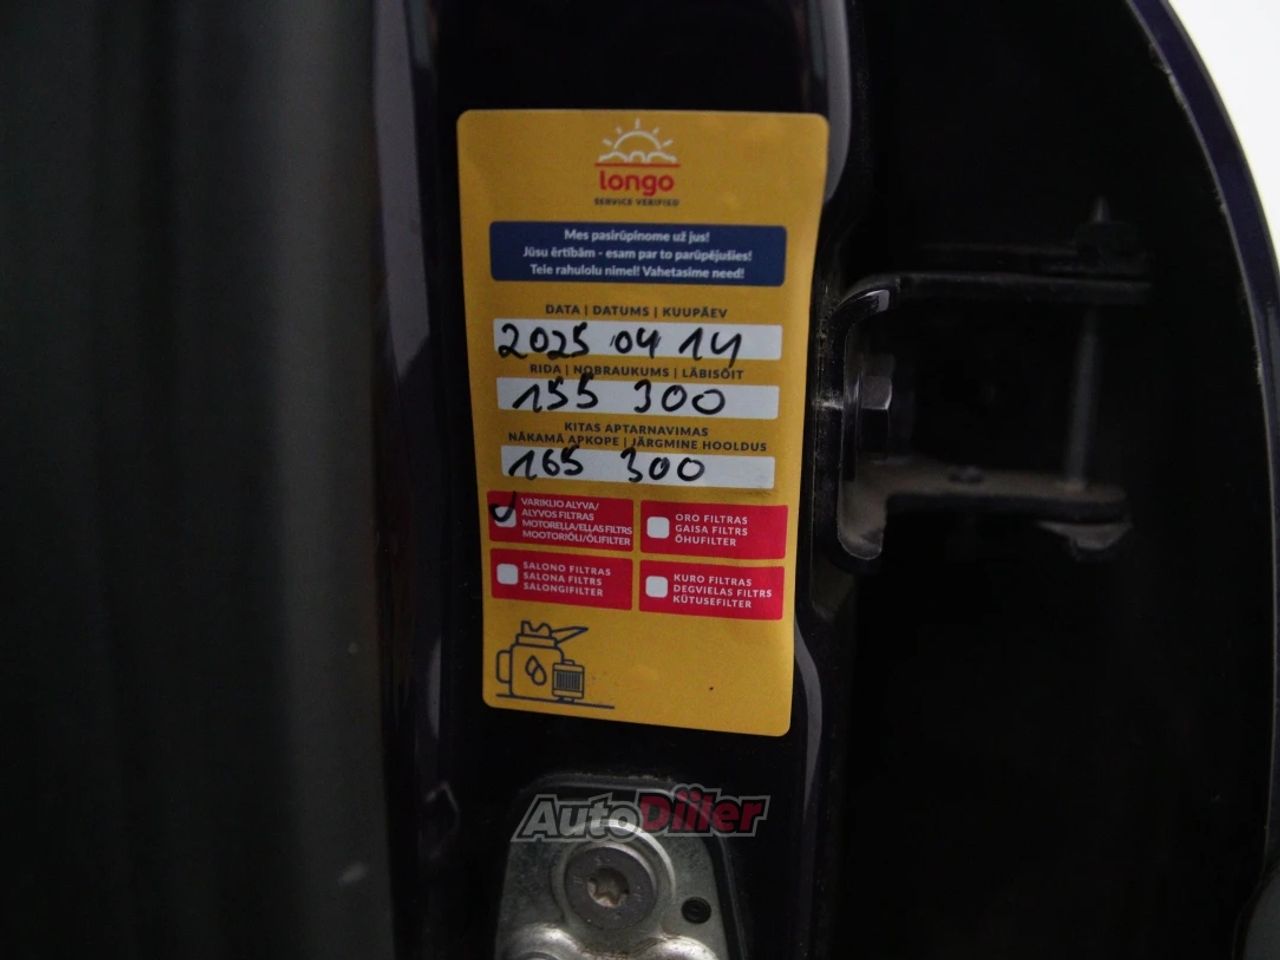 longo
SERVICE VERIFIED
Mes pasirūpinome už jus!
Jūsu ērtībām - esam par to parūpējušies!
Teie rahulolu nimel! Vahetasime need!
DATA | DATUMS | KUUPÄEV
2025 04 14
RIDA | NOBRAUKUMS | LÄBISÕIT
155 300
KITAS APTARNAVIMAS
NĀKAMĀ APKOPE | JÄRGMINE HOOLDUS
165 300
VARIKLIO ALYVA/
ALYVOS FILTRAS
MOTOREĻĻA/EĻĻAS FILTRS
MOOTORIÕLI/ÕLIFILTER
ORO FILTRAS
GAISA FILTRS
ÕHUFILTER
SALONO FILTRAS
SALONA FILTRS
SALONGIFILTER
KURO FILTRAS
DEGVIELAS FILTRS
KÜTUSEFILTER
AutoDiiler